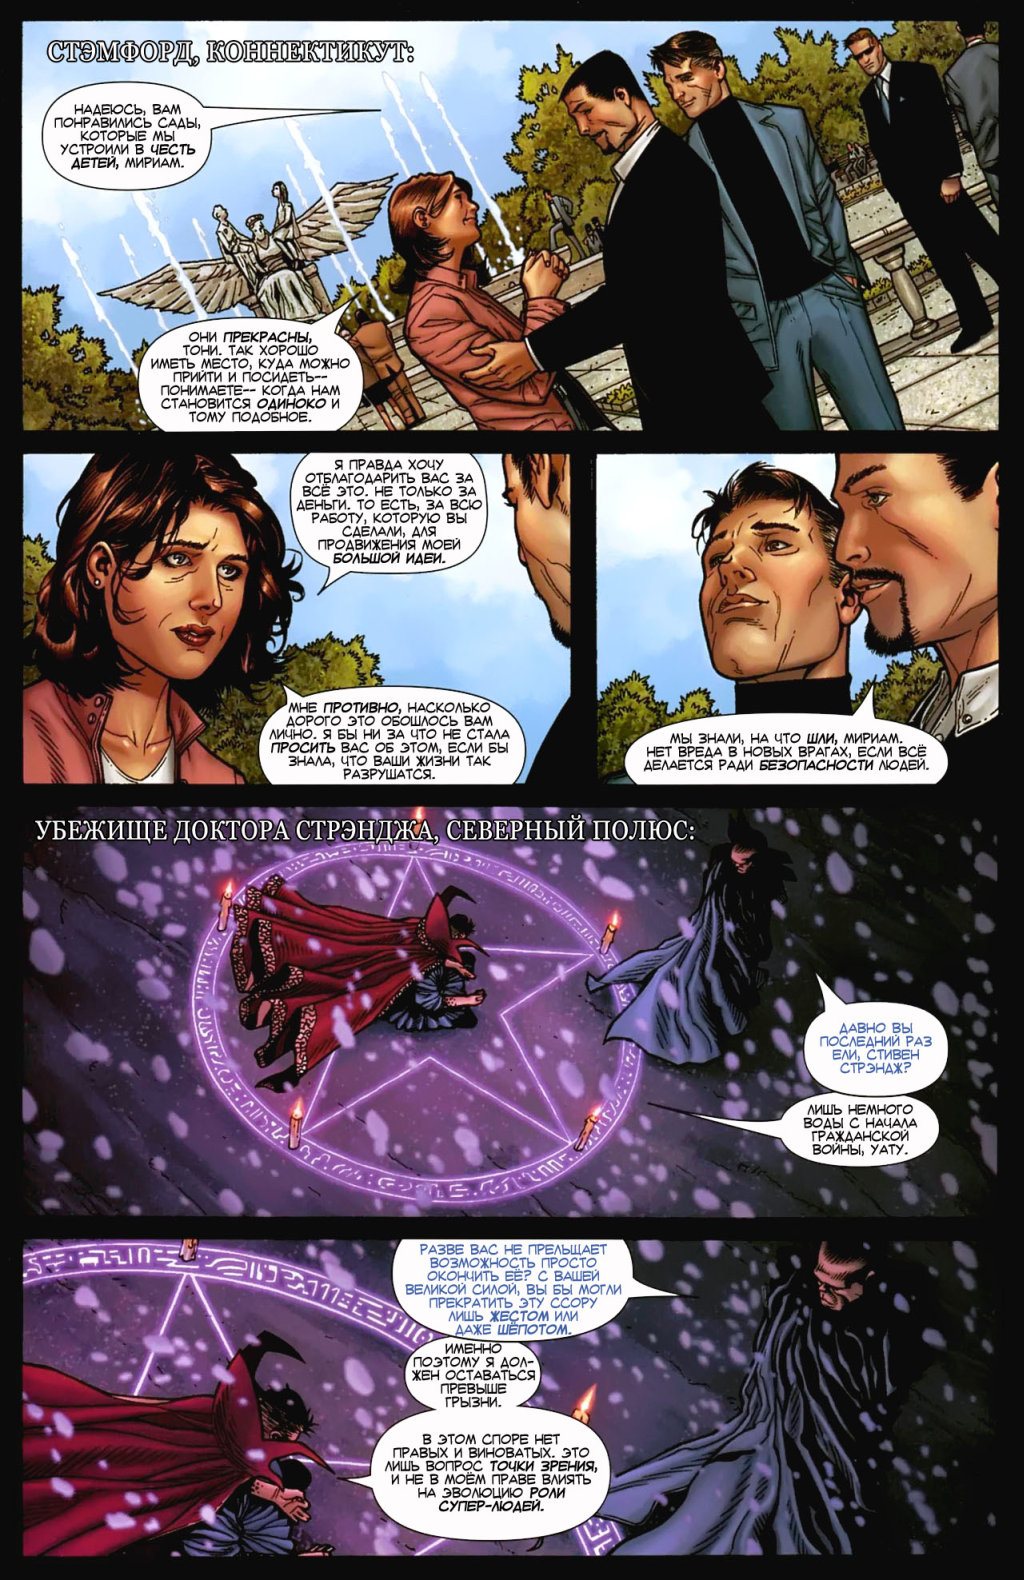 СТЭМФОРД, КОННЕКТИКУТ:
НАДЕЮСЬ, ВАМ
ПОНРАВИЛИСЬ САДЫ,
КОТОРЫЕ МЫ
УСТРОИЛИ В ЧЕСТЬ
ДЕТЕЙ, МИРИАМ.
ОНИ ПРЕКРАСНЫ,
ТОНИ. ТАК ХОРОШО
ИМЕТЬ МЕСТО, КУДА МОЖНО
ПРИЙТИ И ПОСИДЕТЬ--
ПОНИМАЕТЕ-- КОГДА НАМ
СТАНОВИТСЯ ОДИНОКО И
ТОМУ ПОДОБНОЕ.
Я ПРАВДА ХОЧУ
ОТБЛАГОДАРИТЬ ВАС ЗА
ВСЁ ЭТО. НЕ ТОЛЬКО ЗА
ДЕНЬГИ. ТО ЕСТЬ, ЗА ВСЮ
РАБОТУ, КОТОРУЮ ВЫ
СДЕЛАЛИ, ДЛЯ
ПРОДВИЖЕНИЯ МОЕЙ
БОЛЬШОЙ ИДЕИ.
МНЕ ПРОТИВНО, НАСКОЛЬКО
ДОРОГО ЭТО ОБОШЛОСЬ ВАМ
ЛИЧНО. Я БЫ НИ ЗА ЧТО НЕ СТАЛА
ПРОСИТЬ ВАС ОБ ЭТОМ, ЕСЛИ БЫ
ЗНАЛА, ЧТО ВАШИ ЖИЗНИ ТАК
РАЗРУШАТСЯ.
МЫ ЗНАЛИ, НА ЧТО ШЛИ, МИРИАМ.
НЕТ ВРЕДА В НОВЫХ ВРАГАХ, ЕСЛИ ВСЁ
ДЕЛАЕТСЯ РАДИ БЕЗОПАСНОСТИ ЛЮДЕЙ.
УБЕЖИЩЕ ДОКТОРА СТРЭНДЖА, СЕВЕРНЫЙ ПОЛЮС:
ДАВНО ВЫ
ПОСЛЕДНИЙ РАЗ
ЕЛИ, СТИВЕН
СТРЭНДЖ?
ЛИШЬ НЕМНОГО
ВОДЫ С НАЧАЛА
ГРАЖДАНСКОЙ
ВОЙНЫ, УАТУ.
РАЗВЕ ВАС НЕ ПРЕЛЬЩАЕТ
ВОЗМОЖНОСТЬ ПРОСТО
ОКОНЧИТЬ ЕЁ? С ВАШЕЙ
ВЕЛИКОЙ СИЛОЙ, ВЫ БЫ МОГЛИ
ПРЕКРАТИТЬ ЭТУ ССОРУ
ЛИШЬ ЖЕСТОМ ИЛИ
ДАЖЕ ШЁПОТОМ.
ИМЕННО
ПОЭТОМУ Я ДОЛ-
ЖЕН ОСТАВАТЬСЯ
ПРЕВЫШЕ
ГРЫЗНИ.
В ЭТОМ СПОРЕ НЕТ
ПРАВЫХ И ВИНОВАТЫХ. ЭТО
ЛИШЬ ВОПРОС ТОЧКИ ЗРЕНИЯ,
И НЕ В МОЁМ ПРАВЕ ВЛИЯТЬ
НА ЭВОЛЮЦИЮ РОЛИ
СУПЕР-ЛЮДЕЙ.